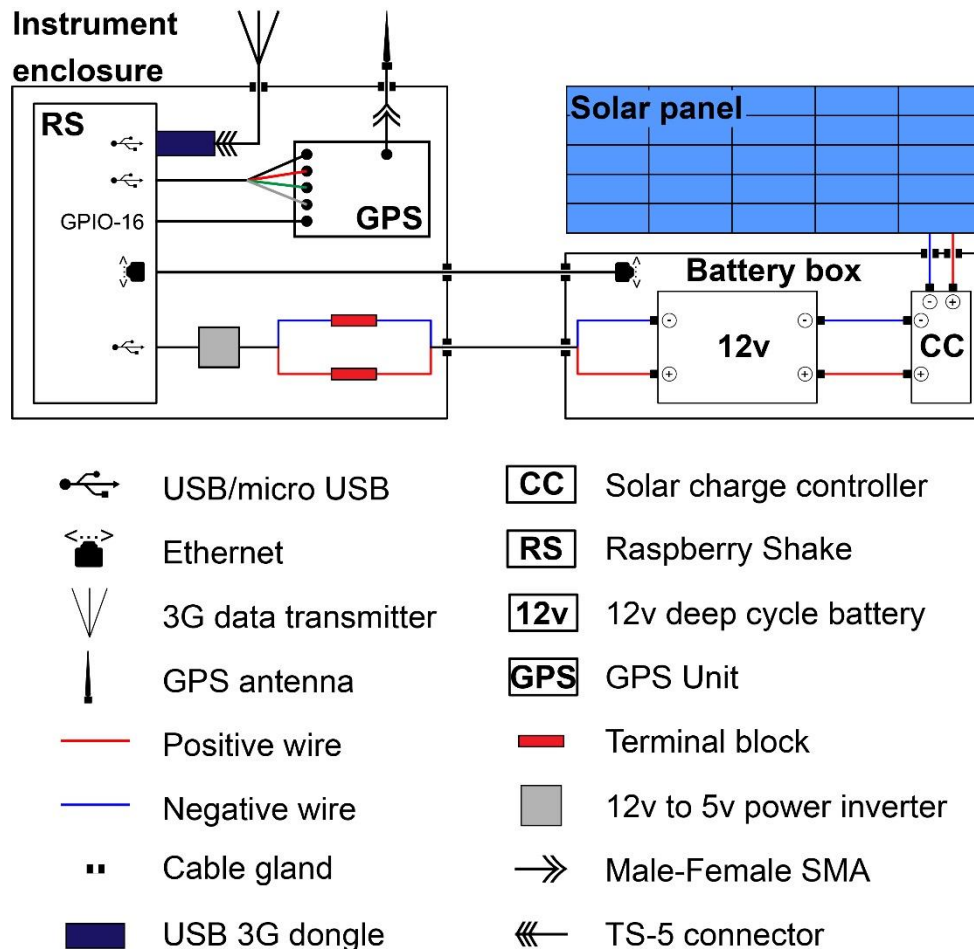 Instrument
enclosure
RS
GPIO-16
GPS
Solar panel
Battery box
- +
- - -
12v
CC
+ + +
USB/micro USB
CC Solar charge controller
<...> Ethernet
RS Raspberry Shake
3G data transmitter
12v 12v deep cycle battery
GPS antenna
GPS GPS Unit
Positive wire
Terminal block
Negative wire
12v to 5v power inverter
Cable gland
Male-Female SMA
USB 3G dongle
TS-5 connector